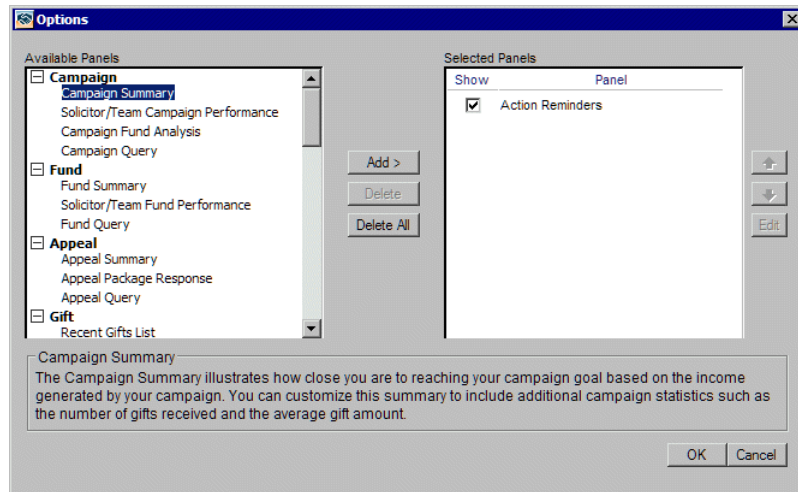 Options
Available Panels
Campaign
Campaign Summary
Solicitor/Team Campaign Performance
Campaign Fund Analysis
Campaign Query
Fund
Fund Summary
Solicitor/Team Fund Performance
Fund Query
Appeal
Appeal Summary
Appeal Package Response
Appeal Query
Gift
Recent Gifts List
Add >
Delete
Delete All
Selected Panels
Show Panel
Action Reminders
Edit
Campaign Summary
The Campaign Summary illustrates how close you are to reaching your campaign goal based on the income
generated by your campaign. You can customize this summary to include additional campaign statistics such as
the number of gifts received and the average gift amount.
OK Cancel